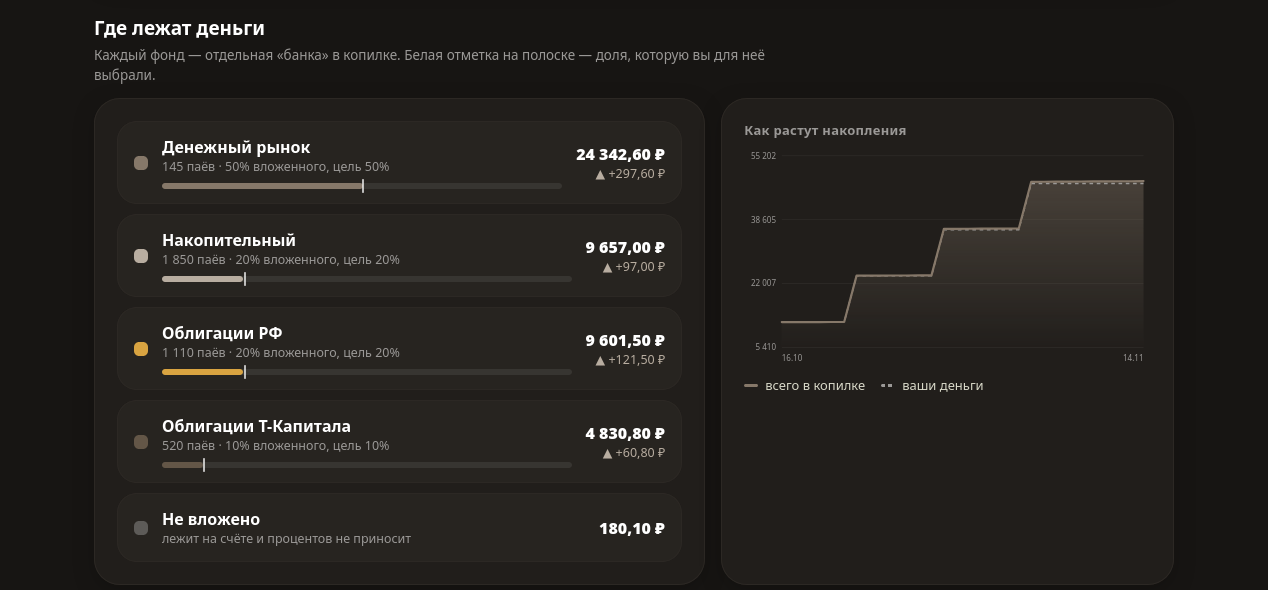 Где лежат деньги
Каждый фонд — отдельная «банка» в копилке. Белая отметка на полоске — доля, которую вы для неё
выбрали.
Денежный рынок
145 паёв · 50% вложенного, цель 50%
24 342,60 ₽
▲ +297,60 ₽
Накопительный
1 850 паёв · 20% вложенного, цель 20%
9 657,00 ₽
▲ +97,00 ₽
Облигации РФ
1 110 паёв · 20% вложенного, цель 20%
9 601,50 ₽
▲ +121,50 ₽
Облигации Т-Капитала
520 паёв · 10% вложенного, цель 10%
4 830,80 ₽
▲ +60,80 ₽
Не вложено
лежит на счёте и процентов не приносит
180,10 ₽
Как растут накопления
55 202
38 605
22 007
5 410
16.10
14.11
всего в копилке
ваши деньги